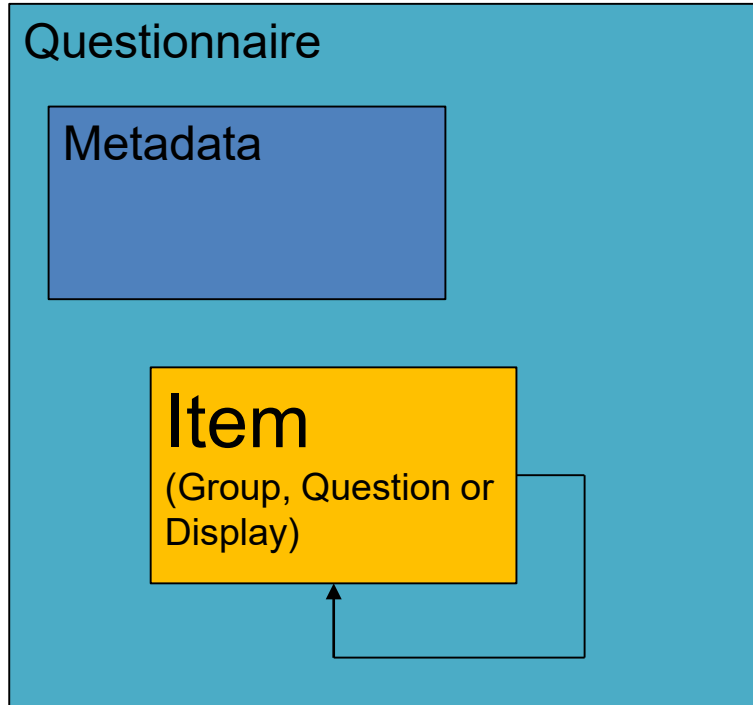 Questionnaire
Metadata
Item
(Group, Question or
Display)